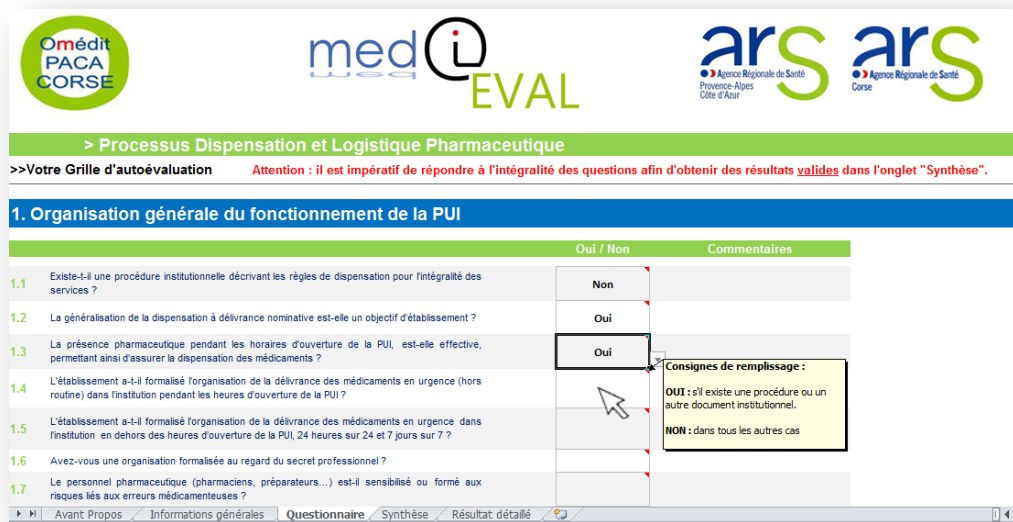 Omédit
PACA
CORSE
med i
EVAL
ars
Agence Régionale de Santé
Provence-Alpes
Côte d'Azur
ars
Agence Régionale de Santé
Corse
> Processus Dispensation et Logistique Pharmaceutique
>>Votre Grille d'autoévaluation Attention : il est impératif de répondre à l'intégralité des questions afin d'obtenir des résultats valides dans l'onglet "Synthèse".
1. Organisation générale du fonctionnement de la PUI
Oui / Non Commentaires
1.1 Existe-t-il une procédure institutionnelle décrivant les règles de dispensation pour l'intégralité des
services ? Non
1.2 La généralisation de la dispensation à délivrance nominative est-elle un objectif d'établissement ? Oui
1.3 La présence pharmaceutique pendant les horaires d'ouverture de la PUI, est-elle effective,
permettant ainsi d'assurer la dispensation des médicaments ? Oui
Consignes de remplissage :
OUI : s'il existe une procédure ou un
autre document institutionnel.
NON : dans tous les autres cas
1.4 L'établissement a-t-il formalisé l'organisation de la délivrance des médicaments en urgence (hors
routine) dans l'institution pendant les heures d'ouverture de la PUI ?
1.5 L'établissement a-t-il formalisé l'organisation de la délivrance des médicaments en urgence dans
l'institution en dehors des heures d'ouverture de la PUI, 24 heures sur 24 et 7 jours sur 7 ?
1.6 Avez-vous une organisation formalisée au regard du secret professionnel ?
1.7 Le personnel pharmaceutique (pharmaciens, préparateurs...) est-il sensibilisé ou formé aux
risques liés aux erreurs médicamenteuses ?
Avant Propos Informations générales Questionnaire Synthèse Résultat détaillé